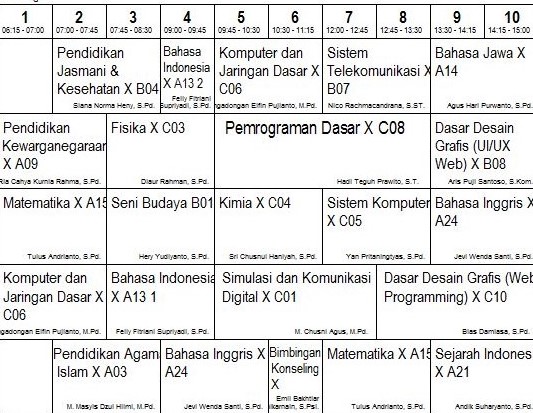 1 2 3 4 5 6 7 8 9 10
06:15 - 07:00 07:00 - 07:45 07:45 - 08:30 09:00 - 09:45 09:45 - 10:30 10:30 - 11:15 12:00 - 12:45 12:45 - 13:30 13:30 - 14:15 14:15 - 15:00
Pendidikan
Jasmani &
Kesehatan X B04
Siana Norma Heny, S.Pd.
Bahasa
Indonesia
X A13 2
Felly Fitriani
Supriyadi, S.Pd.
Komputer dan
Jaringan Dasar X
C06
gadongan Elfin Pujianto, M.Pd.
Sistem
Telekomunikasi X
B07
Nico Rachmacandrana, S.ST.
Bahasa Jawa X
A14
Agus Hari Purwanto, S.Pd.
Pendidikan
Kewarganegaraan
X A09
Ria Cahya Kurnia Rahma, S.Pd.
Fisika X C03
Diaur Rahman, S.Pd.
Pemrograman Dasar X C08
Hadi Teguh Prawito, S.T.
Dasar Desain
Grafis (UI/UX
Web) X B08
Aris Puji Santoso, S.Kom.
Matematika X A15
Tulus Andrianto, S.Pd.
Seni Budaya B01
Hery Yudiyanto, S.Pd.
Kimia X C04
Sri Chusnul Haniyah, S.Pd.
Sistem Komputer
X C05
Yan Pritaningtyas, S.Pd.
Bahasa Inggris X
A24
Jevi Wenda Santi, S.Pd.
Komputer dan
Jaringan Dasar X
C06
gadongan Elfin Pujianto, M.Pd.
Bahasa Indonesia
X A13 1
Felly Fitriani Supriyadi, S.Pd.
Simulasi dan Komunikasi
Digital X C01
M. Chusni Agus, M.Pd.
Dasar Desain Grafis (Web
Programming) X C10
Bias Damiasa, S.Pd.
Pendidikan Agama
Islam X A03
M. Masyis Dzul Hilmi, M.Pd.
Bahasa Inggris X
A24
Jevi Wenda Santi, S.Pd.
Bimbingan
Konseling
X
Emil Bakhtiar
ikarnain, S.Psi.
Matematika X A15
Tulus Andrianto, S.Pd.
Sejarah Indones
X A21
Andik Suharyanto, S.Pd.